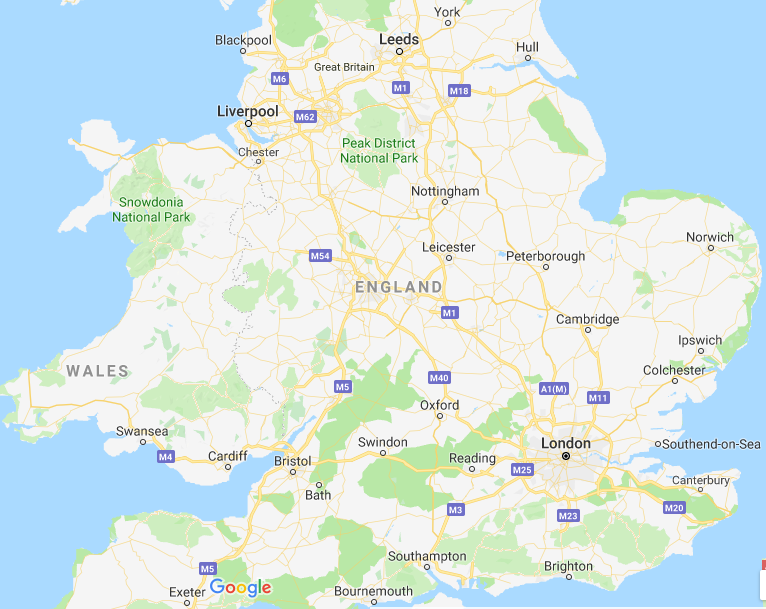 York
Leeds
Blackpool
Hull
Great Britain
M6
M1
M18
Liverpool
M62
Peak District
National Park
Chester
Nottingham
Snowdonia
National Park
Norwich
Leicester
M54
Peterborough
ENGLAND
M1
Cambridge
Ipswich
WALES
Colchester
M40
M5
A1(M)
M11
Oxford
Swansea
London
Swindon
Southend-on-Sea
M4
Cardiff
Bristol
Reading
M25
Canterbury
Bath
M3
M23
M20
Southampton
Brighton
M5
Google
Exeter
Bournemouth